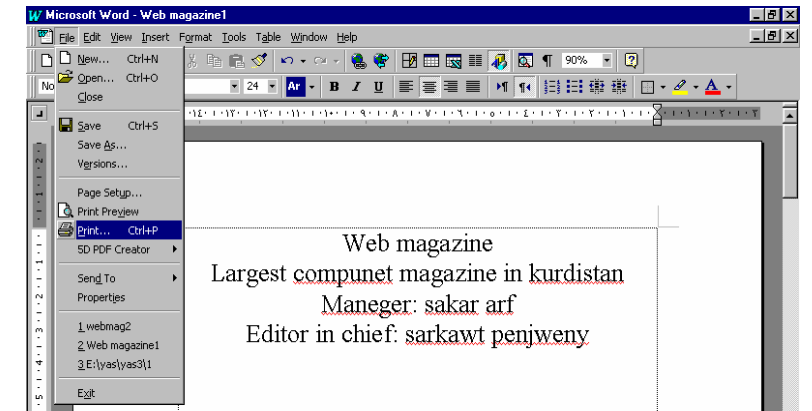 Microsoft Word - Web magazine1
File Edit View Insert Format Tools Table Window Help
New... Ctrl+N
90%
Open... Ctrl+O
24
Ar
B I U
Close
Save Ctrl+S
Save As...
Versions...
Page Setup...
Print Preview
Print... Ctrl+P
5D PDF Creator
Send To
Properties
1 webmag2
2 Web magazine1
3 E:\yas\yas3\1
Exit
Web magazine
Largest compunet magazine in kurdistan
Maneger: sakar arf
Editor in chief: sarkawt penjweny